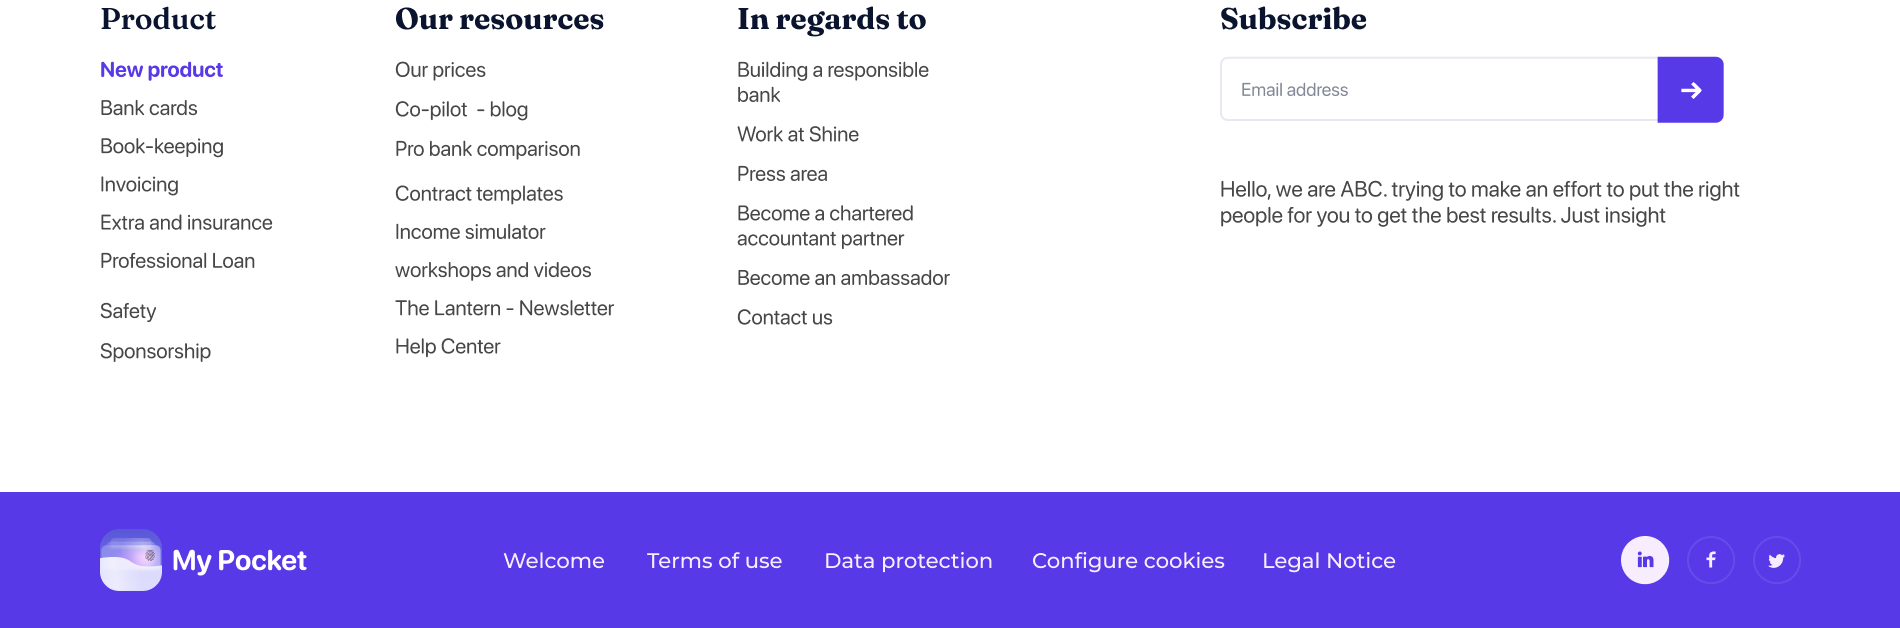 Product
New product
Bank cards
Book-keeping
Invoicing
Extra and insurance
Professional Loan
Safety
Sponsorship
Our resources
Our prices
Co-pilot  - blog
Pro bank comparison
Contract templates
Income simulator
workshops and videos
The Lantern - Newsletter
Help Center
In regards to
Building a responsible
bank
Work at Shine
Press area
Become a chartered
accountant partner
Become an ambassador
Contact us
Subscribe
Email address
Hello, we are ABC. trying to make an effort to put the right
people for you to get the best results. Just insight
My Pocket
Welcome
Terms of use
Data protection
Configure cookies
Legal Notice
in
f